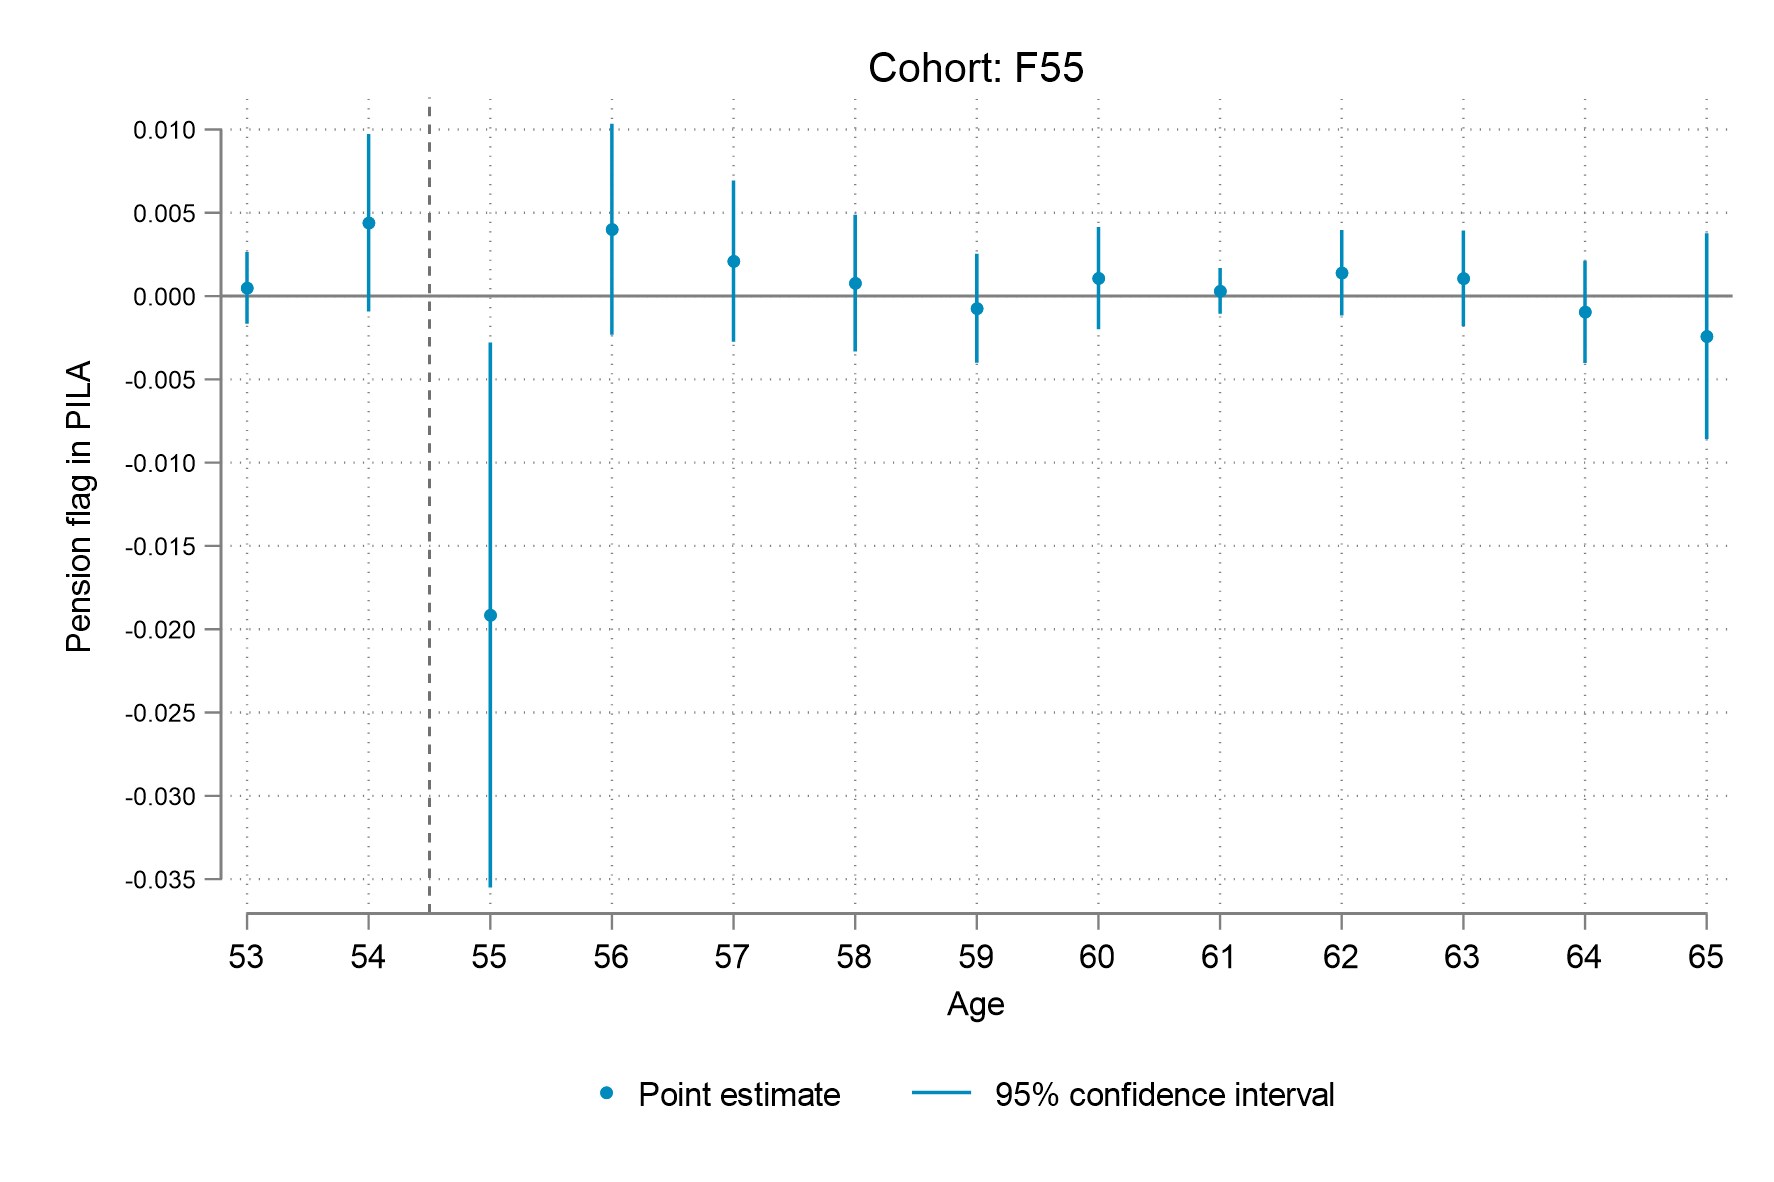 Cohort: F55
Pension flag in PILA
0.010
0.005
0.000
-0.005
-0.010
-0.015
-0.020
-0.025
-0.030
-0.035
53 54 55 56 57 58 59 60 61 62 63 64 65
Age
Point estimate 95% confidence interval